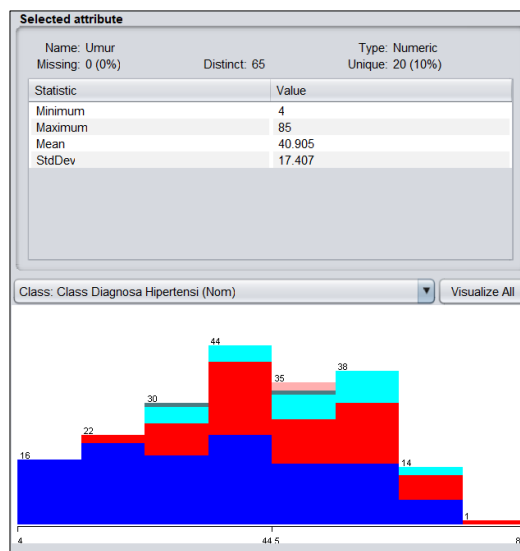 Selected attribute
Name: Umur Type: Numeric
Missing: 0 (0%) Distinct: 65 Unique: 20 (10%)
Statistic Value
Minimum 4
Maximum 85
Mean 40.905
StdDev 17.407
Class: Class Diagnosa Hipertensi (Nom) Visualize All
44
38
35
30
22
16
14
1
4 44.5 8